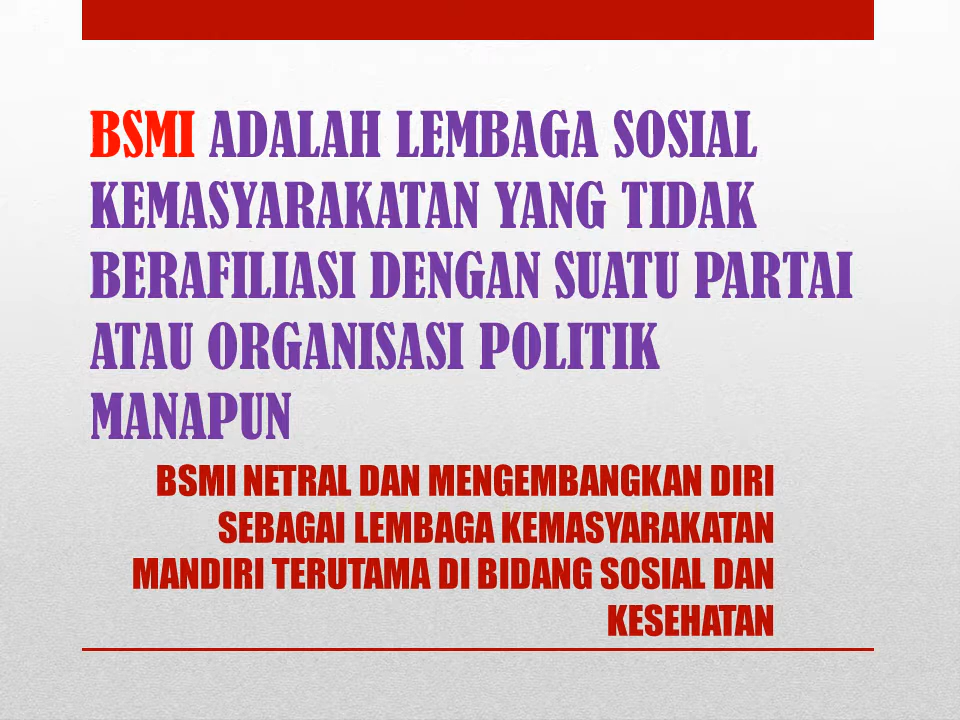 BSMI ADALAH LEMBAGA SOSIAL
KEMASYARAKATAN YANG TIDAK
BERAFILIASI DENGAN SUATU PARTAI
ATAU ORGANISASI POLITIK
MANAPUN
BSMI NETRAL DAN MENGEMBANGKAN DIRI
SEBAGAI LEMBAGA KEMASYARAKATAN
MANDIRI TERUTAMA DI BIDANG SOSIAL DAN
KESEHATAN